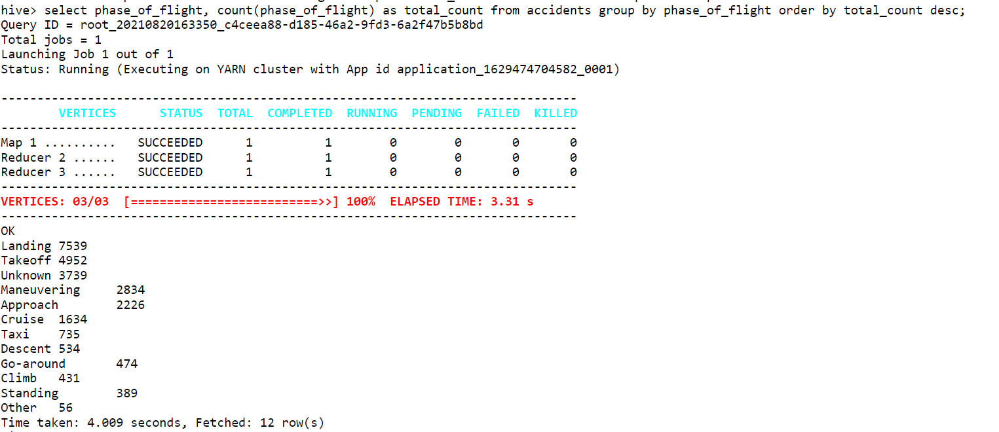 hive> select phase_of_flight, count(phase_of_flight) as total_count from accidents group by phase_of_flight order by total_count desc;
Query ID = root_20210820163350_c4ceea88-d185-46a2-9fd3-6a2f47b5b8bd
Total jobs = 1
Launching Job 1 out of 1
Status: Running (Executing on YARN cluster with App id application_1629474704582_0001)
--------------------------------------------------------------------------------
        VERTICES      STATUS  TOTAL  COMPLETED  RUNNING  PENDING  FAILED  KILLED
--------------------------------------------------------------------------------
Map 1 ..........   SUCCEEDED      1          1        0        0       0       0
Reducer 2 ......   SUCCEEDED      1          1        0        0       0       0
Reducer 3 ......   SUCCEEDED      1          1        0        0       0       0
--------------------------------------------------------------------------------
VERTICES: 03/03  [==========================>>] 100%  ELAPSED TIME: 3.31 s
--------------------------------------------------------------------------------
OK
Landing 7539
Takeoff 4952
Unknown 3739
Maneuvering     2834
Approach        2226
Cruise  1634
Taxi    735
Descent 534
Go-around       474
Climb   431
Standing        389
Other   56
Time taken: 4.009 seconds, Fetched: 12 row(s)